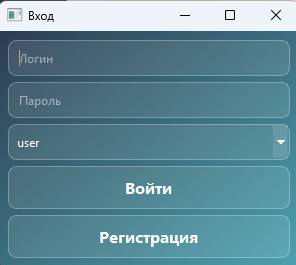 Вход
Логин
Пароль
user
Войти
Регистрация